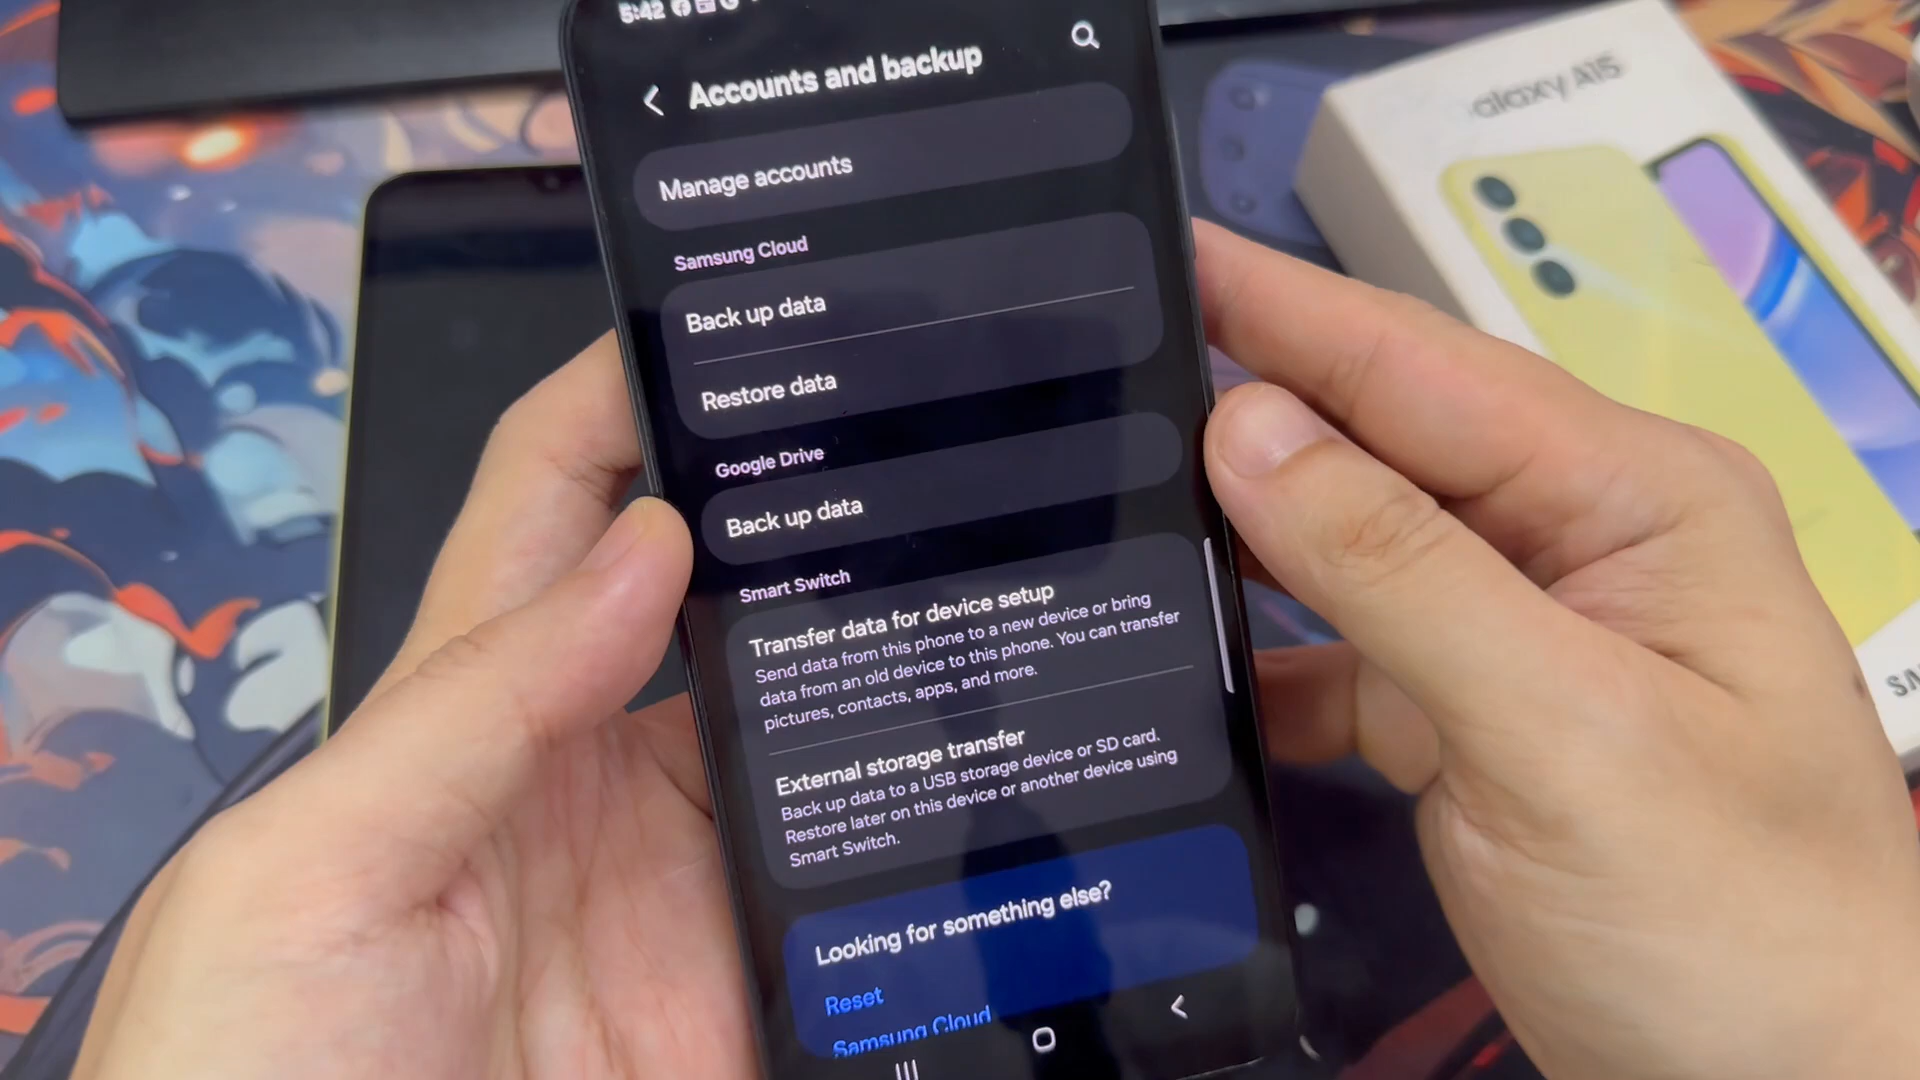 5:42
Accounts and backup
Manage accounts
Samsung Cloud
Back up data
Restore data
Google Drive
Back up data
Smart Switch
Transfer data for device setup
Send data from this phone to a new device or bring
data from an old device to this phone. You can transfer
pictures, contacts, apps, and more.
External storage transfer
Back up data to a USB storage device or SD card.
Restore later on this device or another device using
Smart Switch.
Looking for something else?
Reset
Samsung Cloud
alaxy A15
SA